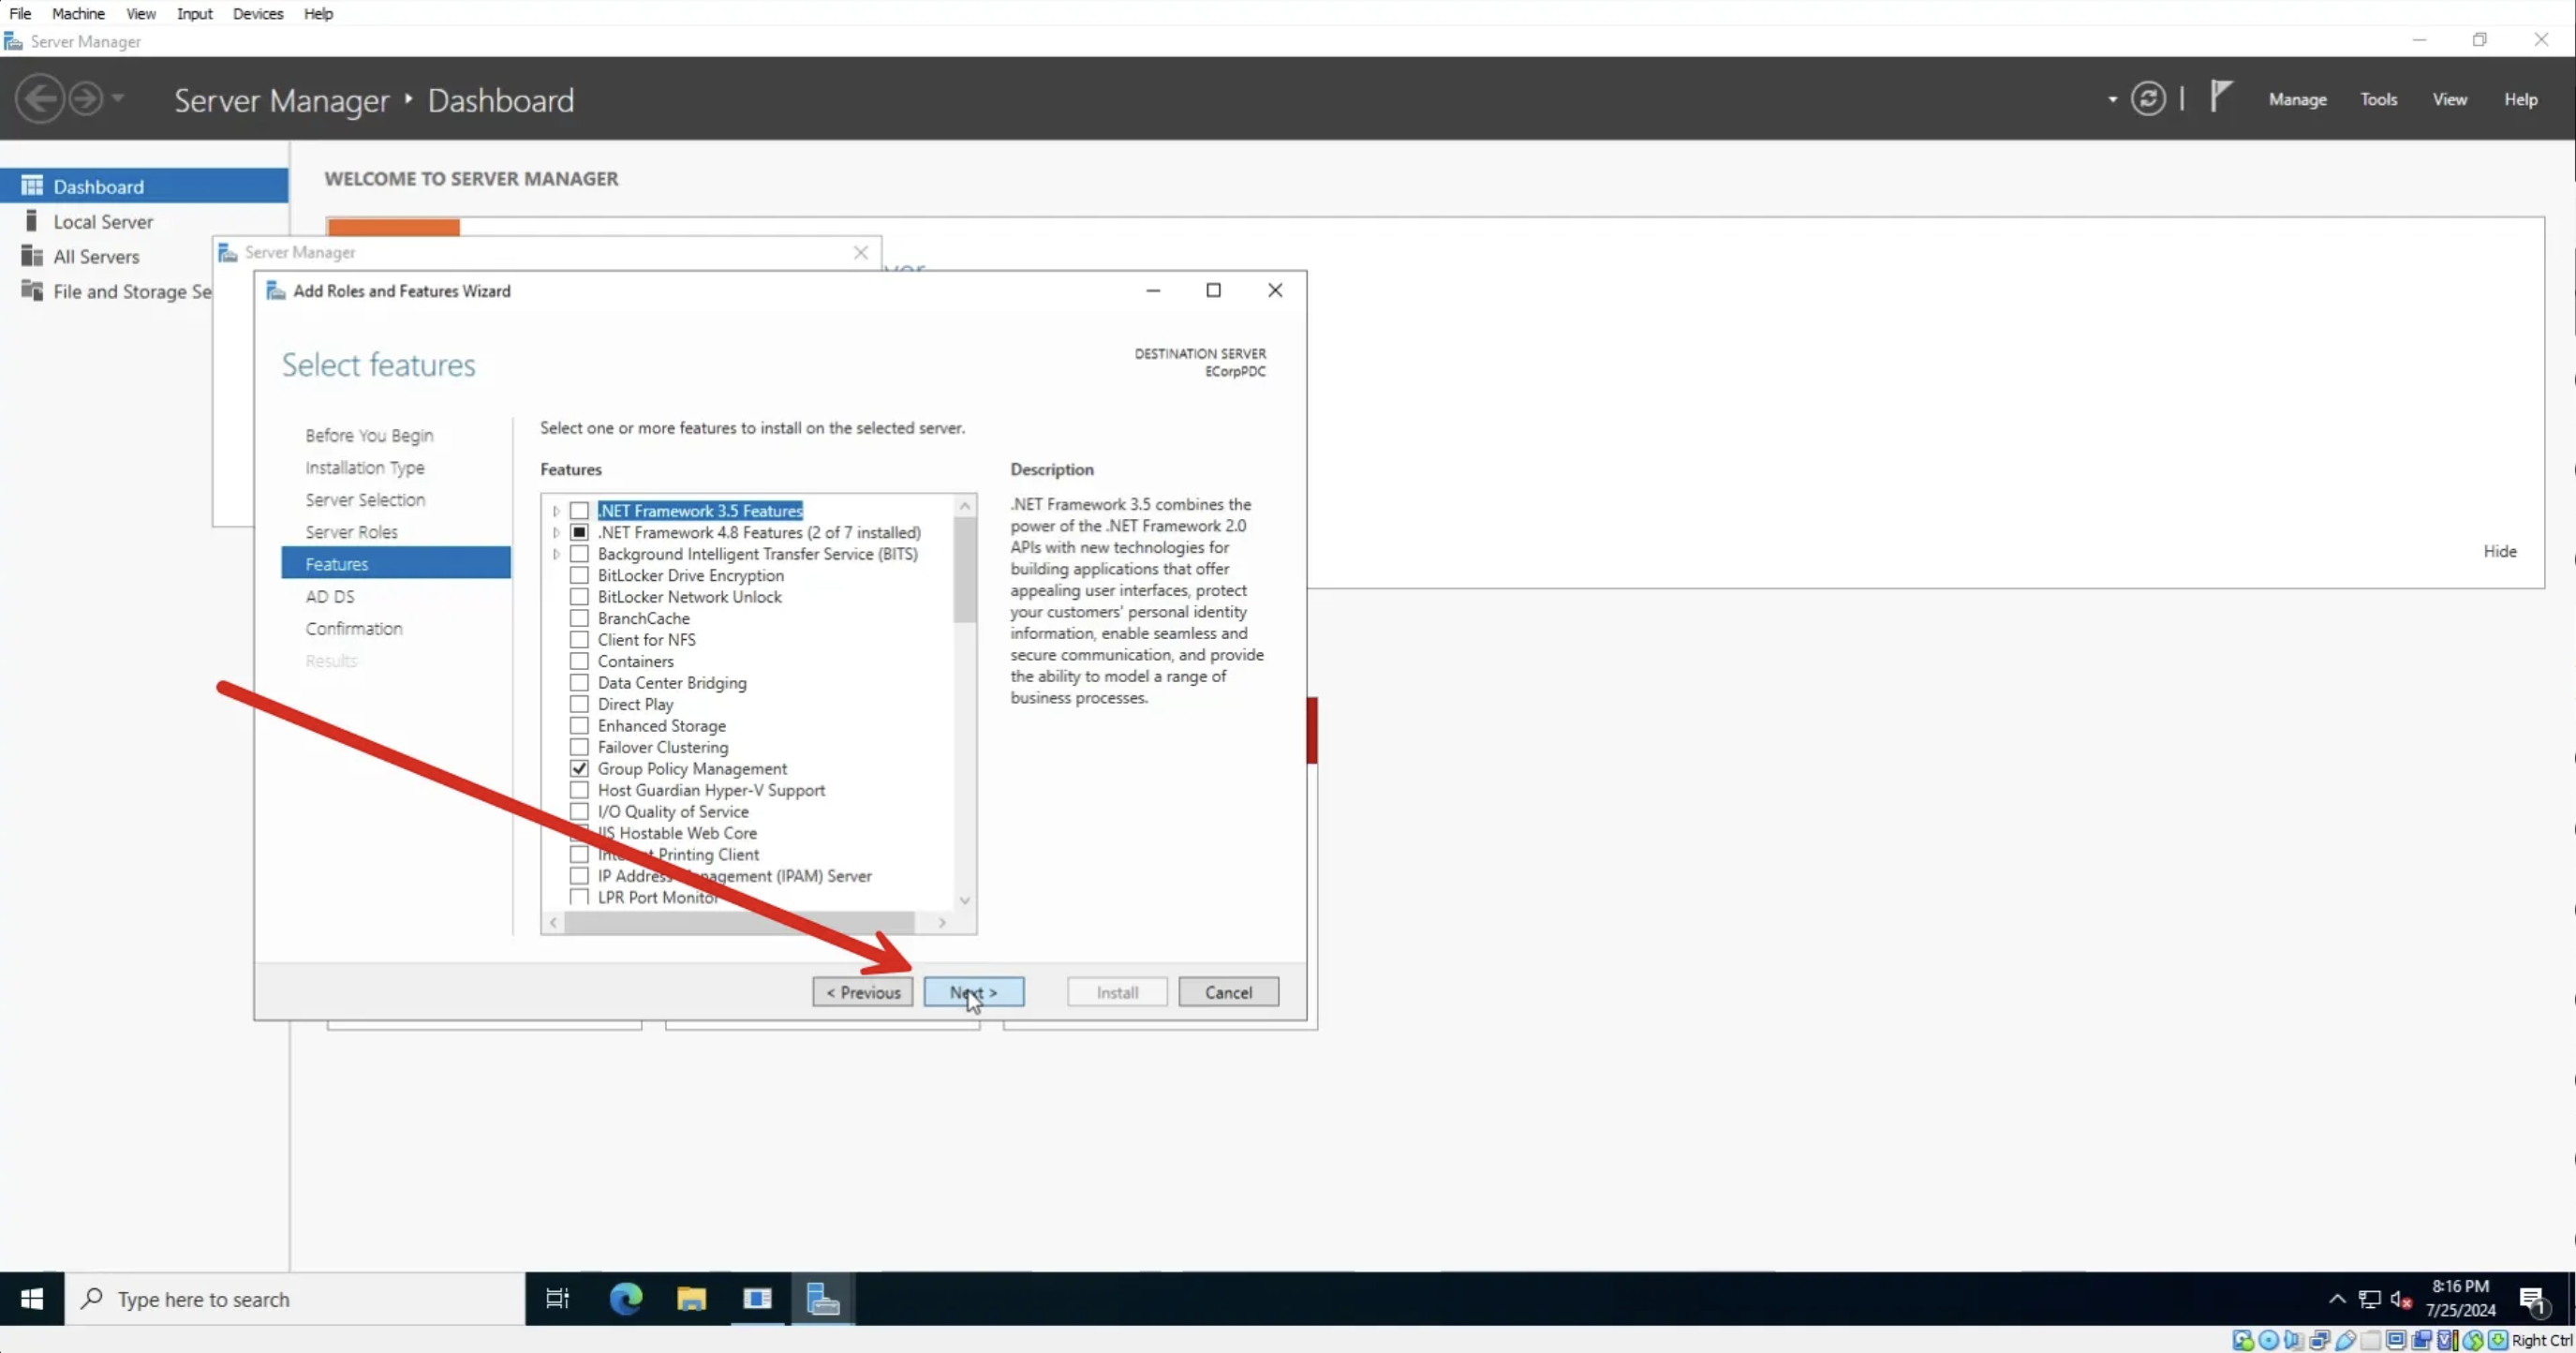 File Machine View Input Devices Help
Server Manager
Server Manager Dashboard
Manage Tools View Help
Dashboard
Local Server
All Servers
File and Storage Se
WELCOME TO SERVER MANAGER
Server Manager
Add Roles and Features Wizard
Select features
DESTINATION SERVER
ECorpPDC
Before You Begin
Installation Type
Server Selection
Server Roles
Features
AD DS
Confirmation
Results
Select one or more features to install on the selected server.
Features
.NET Framework 3.5 Features
.NET Framework 4.8 Features (2 of 7 installed)
Background Intelligent Transfer Service (BITS)
BitLocker Drive Encryption
BitLocker Network Unlock
BranchCache
Client for NFS
Containers
Data Center Bridging
Direct Play
Enhanced Storage
Failover Clustering
Group Policy Management
Host Guardian Hyper-V Support
I/O Quality of Service
IIS Hostable Web Core
Internet Printing Client
IP Address Management (IPAM) Server
LPR Port Monitor
Description
.NET Framework 3.5 combines the
power of the .NET Framework 2.0
APIs with new technologies for
building applications that offer
appealing user interfaces, protect
your customers' personal identity
information, enable seamless and
secure communication, and provide
the ability to model a range of
business processes.
Hide
< Previous
Next >
Install
Cancel
Type here to search
8:16 PM
7/25/2024
1
Right Ctrl